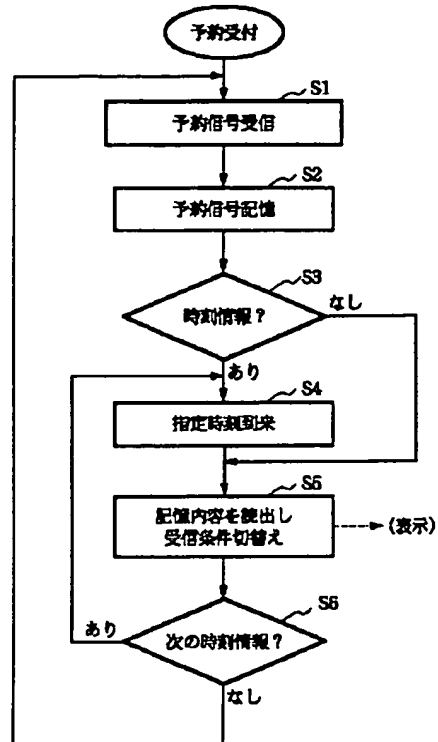 予約受付
S1
予約信号受信
S2
予約信号記憶
S3
時刻情報?
なし
あり
S4
指定時刻到来
S5
記憶内容を読出し
受信条件切替え
(表示)
S6
あり
次の時刻情報?
なし